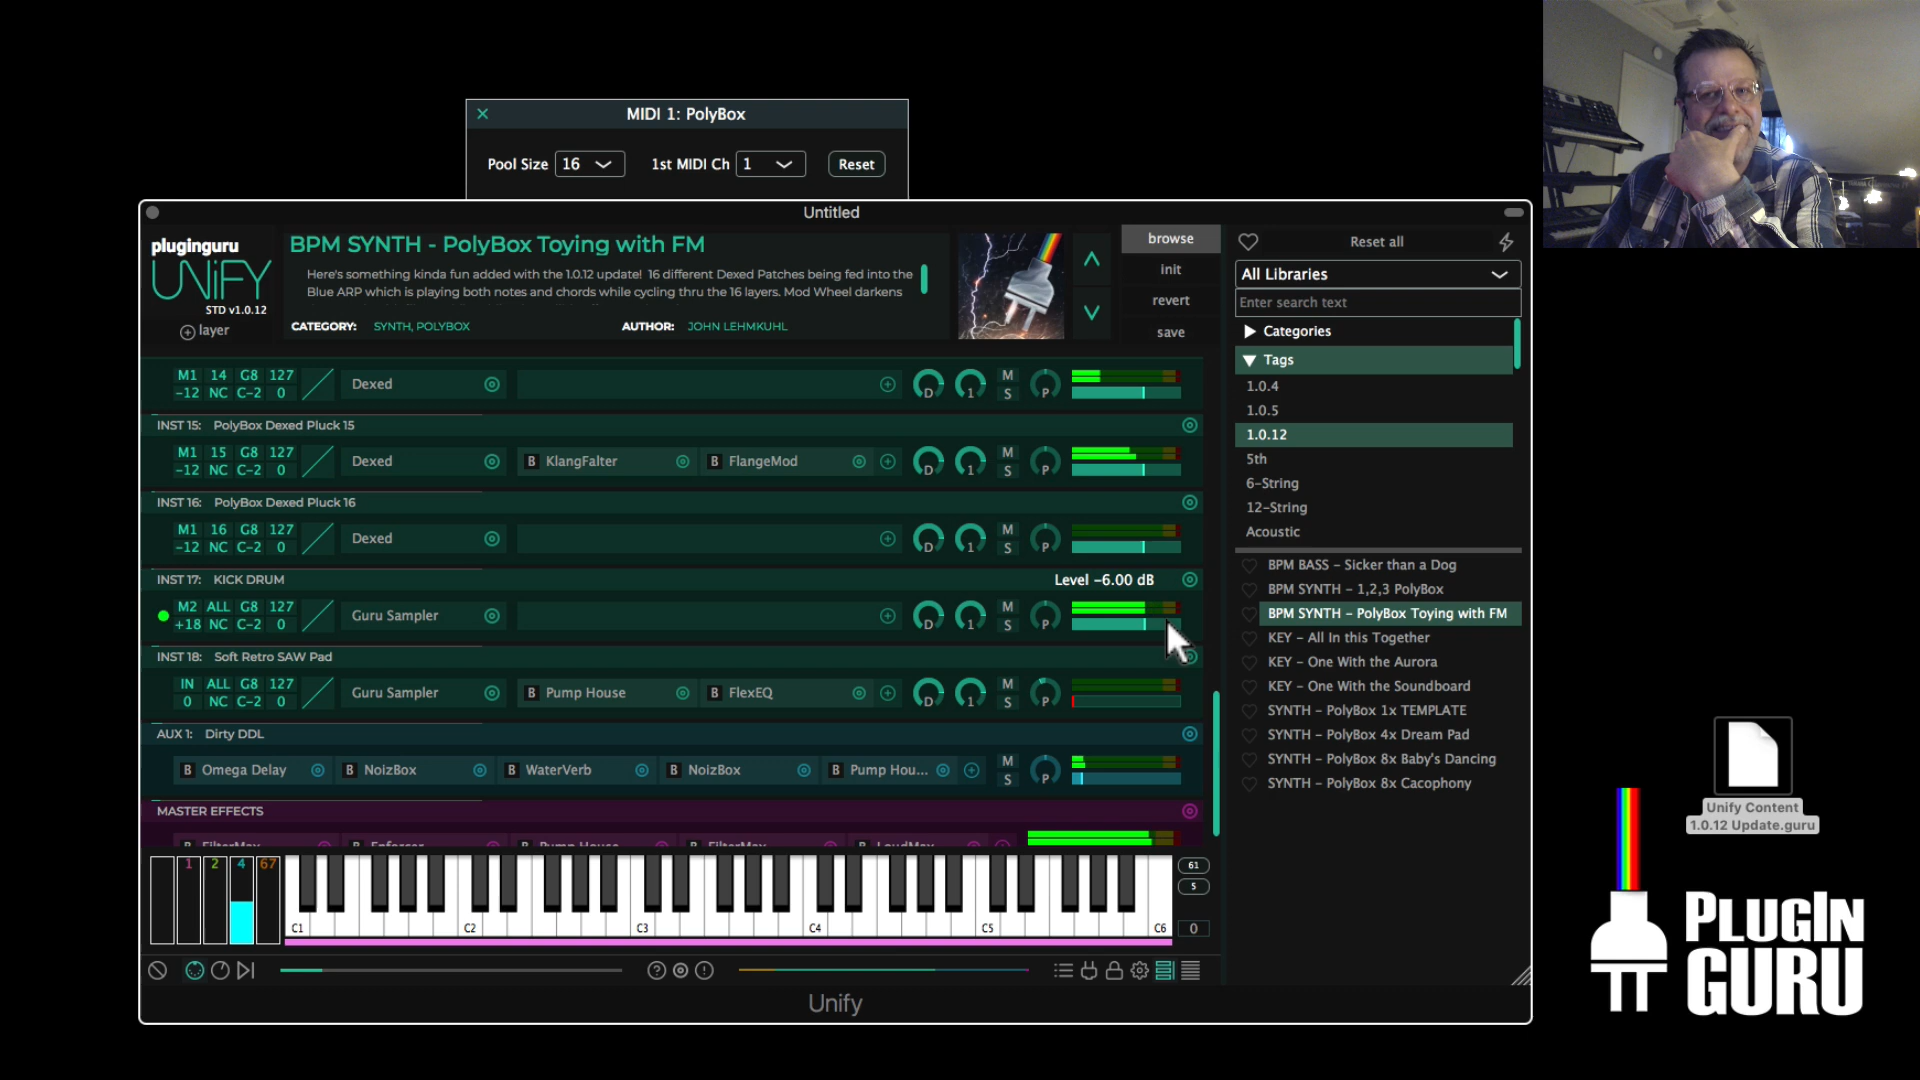 MIDI 1: PolyBox
Pool Size 16 1st MIDI Ch 1 Reset
Untitled
pluginguru
UNiFY
STD v1.0.12
layer
BPM SYNTH - PolyBox Toying with FM
Here's something kinda fun added with the 1.0.12 update! 16 different Dexed Patches being fed into the
Blue ARP which is playing both notes and chords while cycling thru the 16 layers. Mod Wheel darkens
CATEGORY: SYNTH, POLYBOX AUTHOR: JOHN LEHMKUHL
browse
init
revert
save
Reset all
All Libraries
Enter search text
Categories
Tags
1.0.4
1.0.5
1.0.12
5th
6-String
12-String
Acoustic
BPM BASS - Sicker than a Dog
BPM SYNTH - 1,2,3 PolyBox
BPM SYNTH - PolyBox Toying with FM
KEY - All In this Together
KEY - One With the Aurora
KEY - One With the Soundboard
SYNTH - PolyBox 1x TEMPLATE
SYNTH - PolyBox 4x Dream Pad
SYNTH - PolyBox 8x Baby's Dancing
SYNTH - PolyBox 8x Cacophony
M1 14 G8 127 Dexed D 1 M P
-12 NC C-2 0 S
INST 15: PolyBox Dexed Pluck 15
M1 15 G8 127 Dexed B KlangFalter B FlangeMod D 1 M P
-12 NC C-2 0 S
INST 16: PolyBox Dexed Pluck 16
M1 16 G8 127 Dexed D 1 M P
-12 NC C-2 0 S
INST 17: KICK DRUM Level -6.00 dB
M2 ALL G8 127 Guru Sampler D 1 M P
+18 NC C-2 0 S
INST 18: Soft Retro SAW Pad
IN ALL G8 127 Guru Sampler B Pump House B FlexEQ D 1 M P
0 NC C-2 0 S
AUX 1: Dirty DDL
B Omega Delay B NoizBox B WaterVerb B NoizBox B Pump Hou... M P
S
MASTER EFFECTS
1 2 4 67
C1 C2 C3 C4 C5 C6
61
5
0
Unify
Unify Content
1.0.12 Update.guru
PLUGIN
GURU